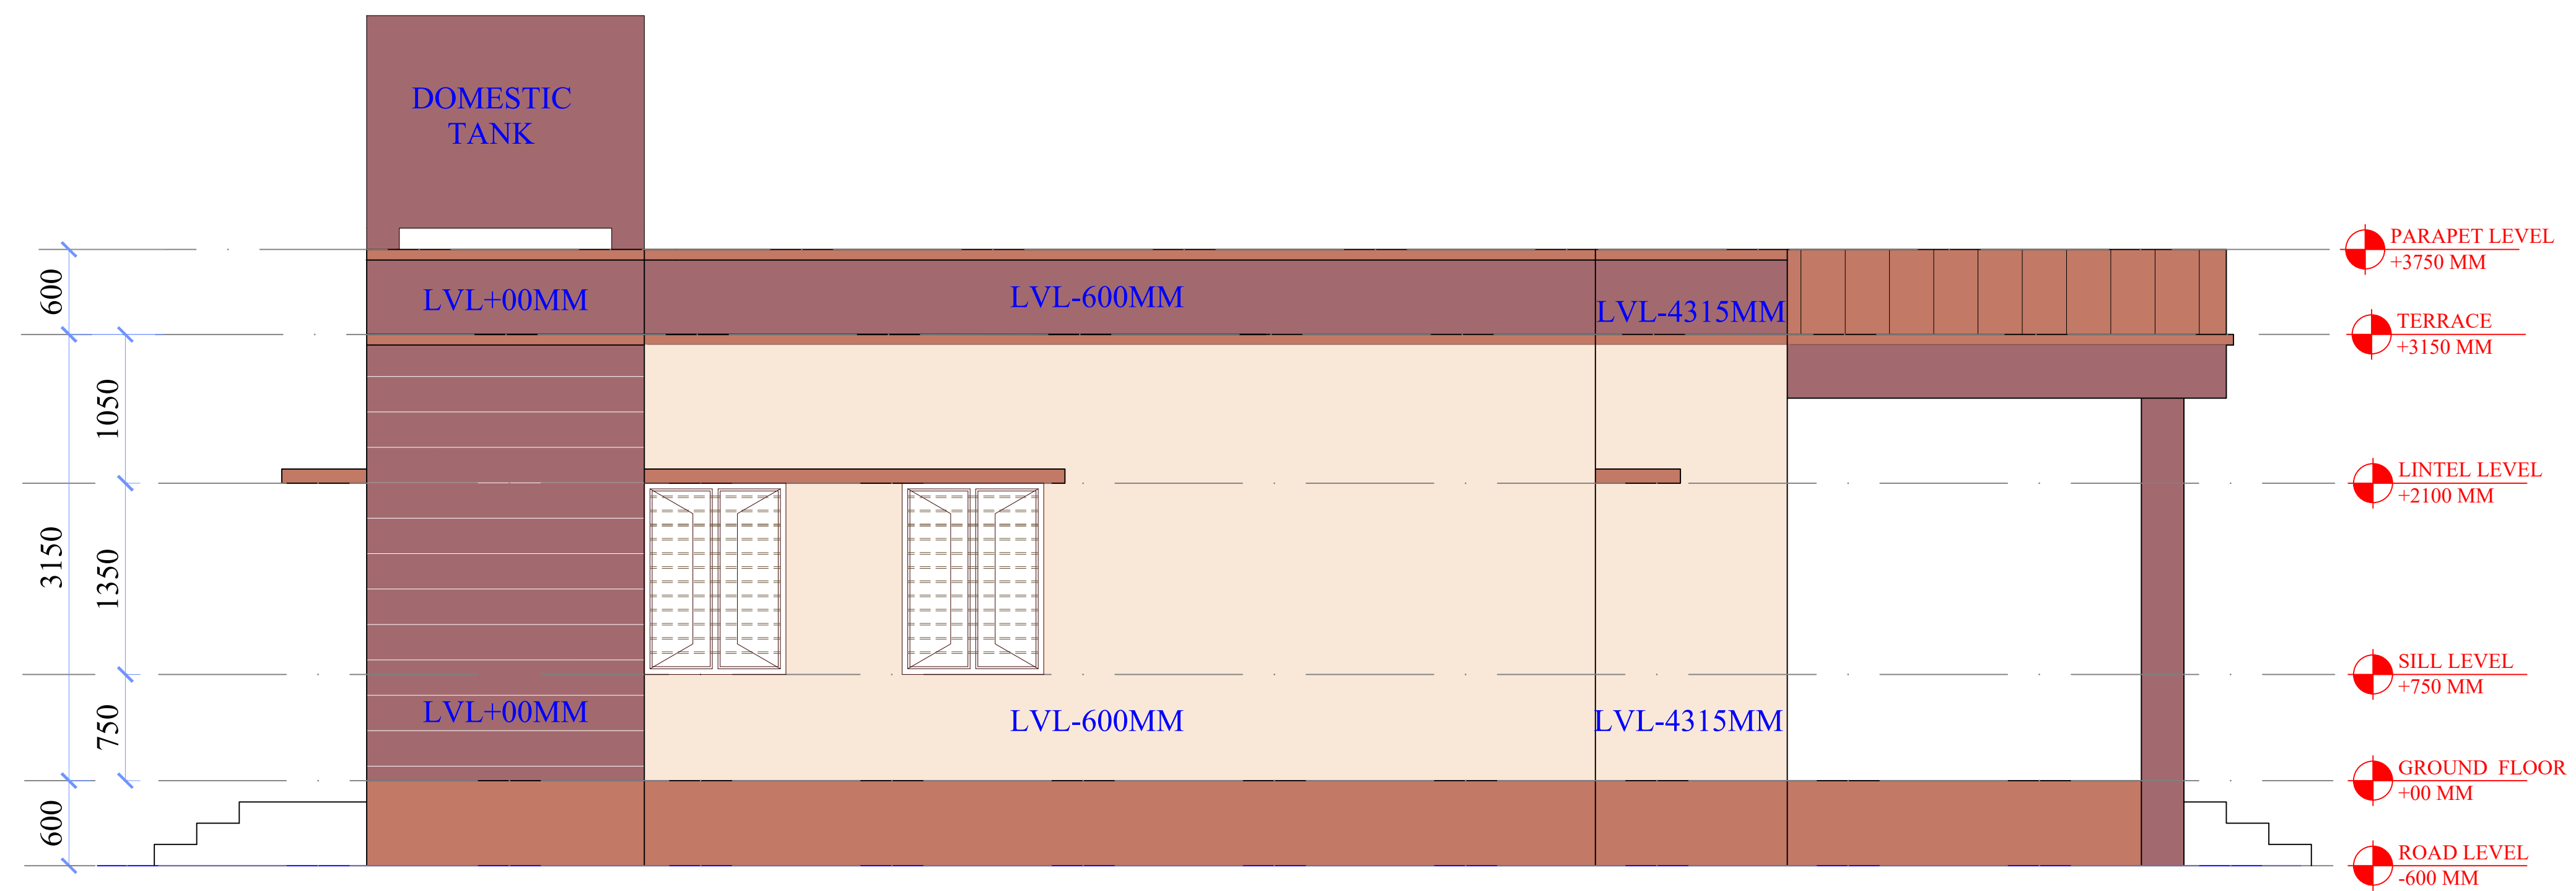 DOMESTIC
TANK
PARAPET LEVEL
+3750 MM
600
LVL+00MM
LVL-600MM
LVL-4315MM
TERRACE
+3150 MM
1050
LINTEL LEVEL
+2100 MM
3150
1350
SILL LEVEL
+750 MM
750
LVL+00MM
LVL-600MM
LVL-4315MM
GROUND FLOOR
+00 MM
600
ROAD LEVEL
-600 MM